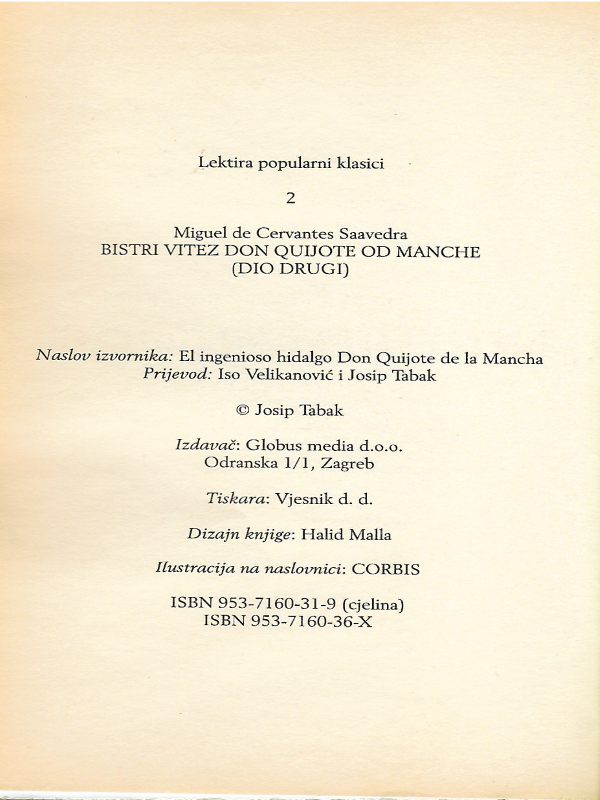 Lektira popularni klasici
2
Miguel de Cervantes Saavedra
BISTRI VITEZ DON QUIJOTE OD MANCHE
(DIO DRUGI)
Naslov izvornika: El ingenioso hidalgo Don Quijote de la Mancha
Prijevod: Iso Velikanović i Josip Tabak
© Josip Tabak
Izdavač: Globus media d.o.o.
Odranska 1/1, Zagreb
Tiskara: Vjesnik d. d.
Dizajn knjige: Halid Malla
Ilustracija na naslovnici: CORBIS
ISBN 953-7160-31-9 (cjelina)
ISBN 953-7160-36-X